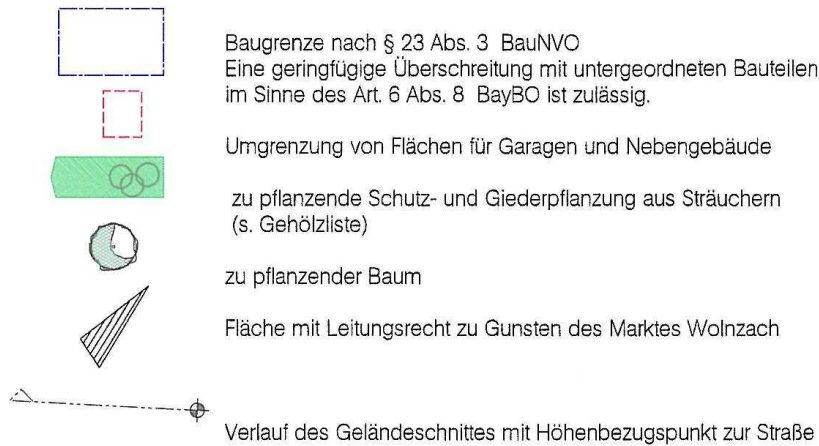 Baugrenze nach § 23 Abs. 3 BauNVO
Eine geringfügige Überschreitung mit untergeordneten Bauteilen
im Sinne des Art. 6 Abs. 8 BayBO ist zulässig.
Umgrenzung von Flächen für Garagen und Nebengebäude
zu pflanzende Schutz- und Giederpflanzung aus Sträuchern
(s. Gehölzliste)
zu pflanzender Baum
Fläche mit Leitungsrecht zu Gunsten des Marktes Wolnzach
Verlauf des Geländeschnittes mit Höhenbezugspunkt zur Straße